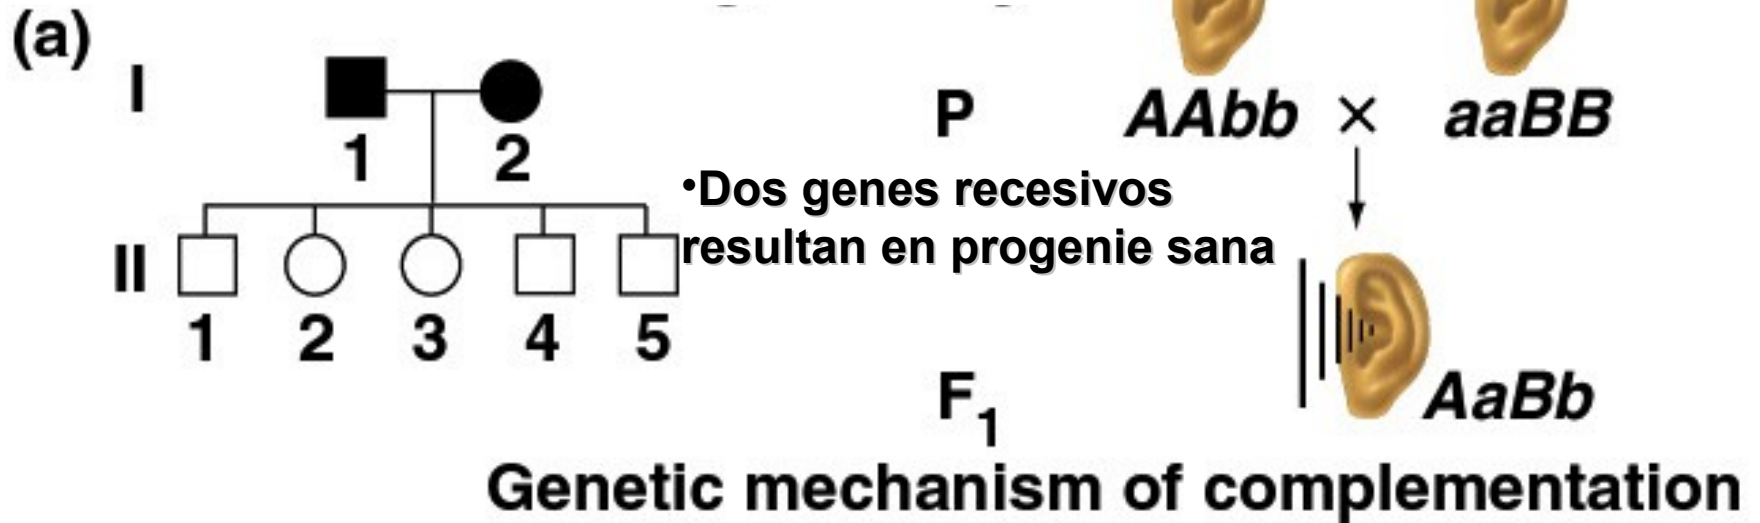 (a)
I
1 2
II
1 2 3 4 5
P AAbb × aaBB
•Dos genes recesivos
resultan en progenie sana
F1 AaBb
Genetic mechanism of complementation